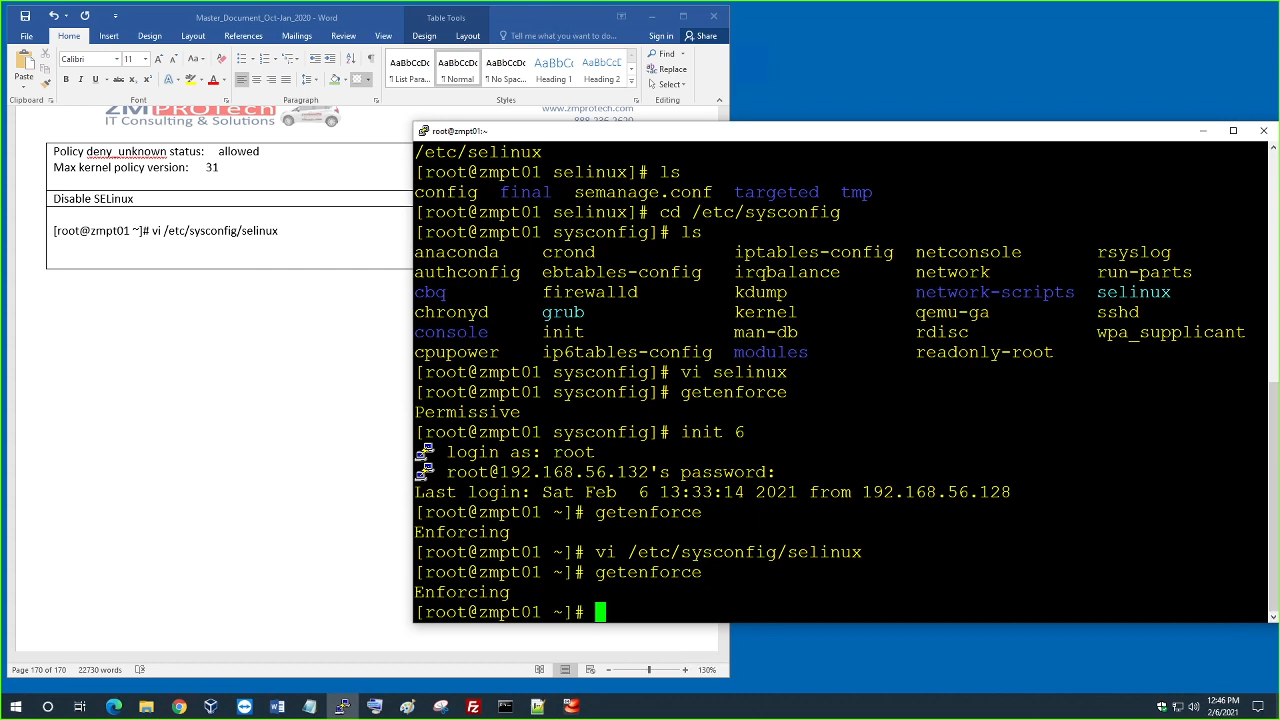 Master_Document_Oct-Jan_2020 - Word
Table Tools
File Home Insert Design Layout References Mailings Review View Design Layout Tell me what you want to do... Sign in Share
Paste
Calibri 11
Aa
B I U abc X₂ X²
AaBbCcDc AaBbCcDc AaBbCcDc AaBbCc AaBbCcE
¶ List Para... ¶ Normal ¶ No Spac... Heading 1 Heading 2
Find
Replace
Select
Clipboard Font Paragraph Styles Editing
ZMPROTech
IT Consulting & Solutions
www.zmprotech.com
888-236-2620
Policy deny_unknown status: allowed
Max kernel policy version: 31
Disable SELinux
[root@zmpt01 ~]# vi /etc/sysconfig/selinux
Page 170 of 170 22730 words
130%
root@zmpt01:~
/etc/selinux
[root@zmpt01 selinux]# ls
config final semanage.conf targeted tmp
[root@zmpt01 selinux]# cd /etc/sysconfig
[root@zmpt01 sysconfig]# ls
anaconda crond iptables-config netconsole rsyslog
authconfig ebtables-config irqbalance network run-parts
cbq firewalld kdump network-scripts selinux
chronyd grub kernel qemu-ga sshd
console init man-db rdisc wpa_supplicant
cpupower ip6tables-config modules readonly-root
[root@zmpt01 sysconfig]# vi selinux
[root@zmpt01 sysconfig]# getenforce
Permissive
[root@zmpt01 sysconfig]# init 6
login as: root
root@192.168.56.132's password:
Last login: Sat Feb  6 13:33:14 2021 from 192.168.56.128
[root@zmpt01 ~]# getenforce
Enforcing
[root@zmpt01 ~]# vi /etc/sysconfig/selinux
[root@zmpt01 ~]# getenforce
Enforcing
[root@zmpt01 ~]#
12:46 PM
2/6/2021